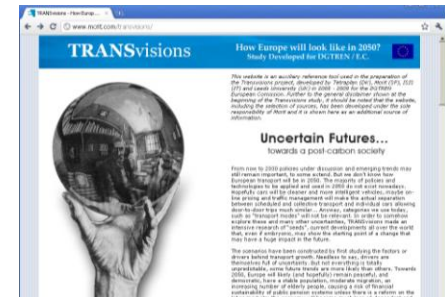 TRANSvisions - How Europ...
www.mcrit.com/transvisions/
TRANSvisions
How Europe will look like in 2050?
Study Developed for DGTREN / E.C.
This website is an auxiliary reference tool used in the preparation of
the Transvisions project, developed by Tetraplan (DK), Mcrit (SP), ISIS
(IT) and Leeds University (UK) in 2008 - 2009 for the DGTREN
European Comission. Further to the general disclaimer shown at the
beginning of the Transvisions study, it should be noted that the website,
including the selection of sources, has been developed under the sole
responsibility of Mcrit and it is shown here as an additional source of
information.
Uncertain Futures...
towards a post-carbon society
From now to 2030 policies under discussion and emerging trends may
still remain important, to some extend. But we don't know how
European transport will be in 2050. The majority of policies and
technologies to be applied and used in 2050 do not exist nowadays.
Hopefully cars will be cleaner and more intelligent vehicles, maybe on-
line pricing and traffic management will make the actual separation
between scheduled and collective transport and individual cars allowing
door-to-door trips much similar... Anyway, categories we use today,
such as "transport modes" will not be relevant. In order to somehow
explore these and many other uncertainties, TRANSvisions made an
intensive research of "seeds", current developments all over the world
that, even if embryonic, may show the starting point of a change that
may have a huge impact in the future.
The scenarios have been constructed by first studying the factors or
drivers behind transport growth. Needless to say, drivers are
themselves full of uncertainties. But not everything is totally
unpredictable, some future trends are more likely than others. Towards
2050, Europe will likely (and hopefully) remain peaceful, and
democratic, have a stable population, moderate migration, an
increasing number of elderly people, causing a risk of financial
sustainability of public pension systems unless there is a reform on the